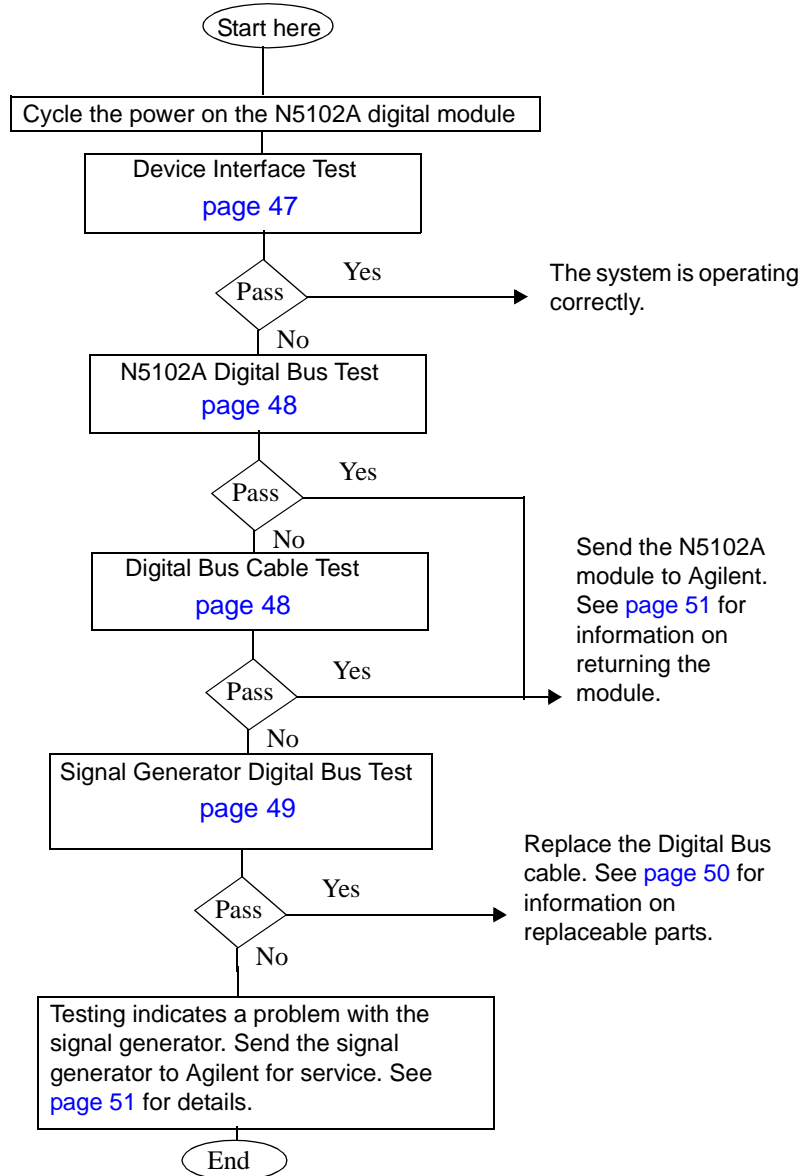 Start here
Cycle the power on the N5102A digital module
Device Interface Test
page 47
Yes
Pass
The system is operating
correctly.
No
N5102A Digital Bus Test
page 48
Yes
Pass
No
Digital Bus Cable Test
page 48
Send the N5102A
module to Agilent.
See page 51 for
information on
returning the
module.
Yes
Pass
No
Signal Generator Digital Bus Test
page 49
Yes
Pass
Replace the Digital Bus
cable. See page 50 for
information on
replaceable parts.
No
Testing indicates a problem with the
signal generator. Send the signal
generator to Agilent for service. See
page 51 for details.
End